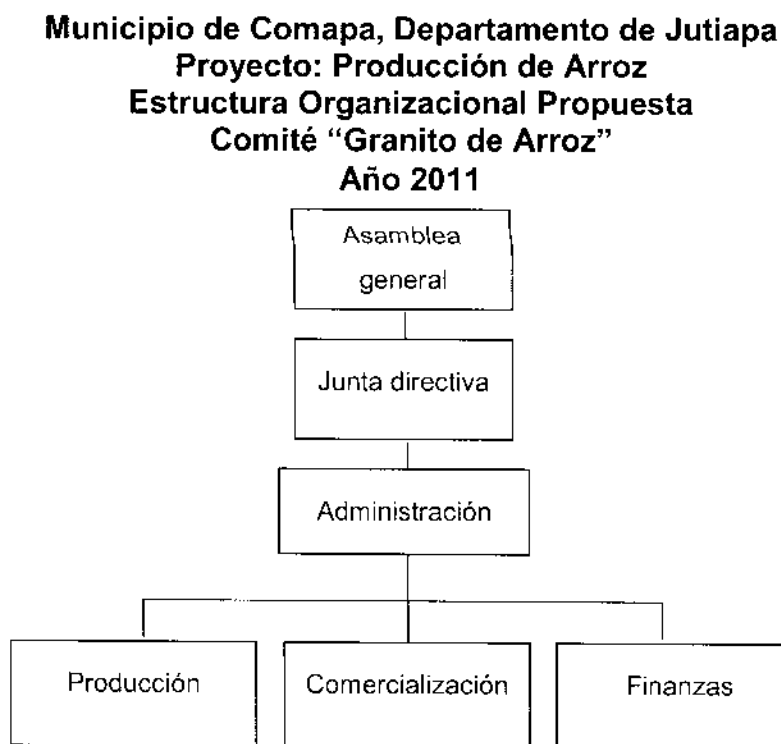 Municipio de Comapa, Departamento de Jutiapa
Proyecto: Producción de Arroz
Estructura Organizacional Propuesta
Comité “Granito de Arroz”
Año 2011
Asamblea
general
Junta directiva
Administración
Producción
Comercialización
Finanzas